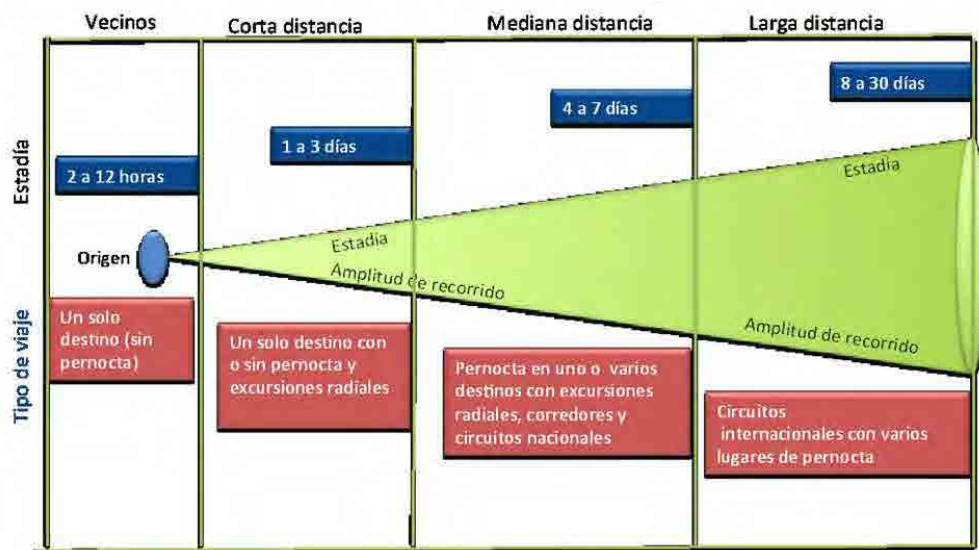 Vecinos
Corta distancia
Mediana distancia
Larga distancia
Estadía
2 a 12 horas
1 a 3 días
4 a 7 días
8 a 30 días
Origen
Estadía
Estadía
Amplitud de recorrido
Amplitud de recorrido
Tipo de viaje
Un solo
destino (sin
pernocta)
Un solo destino con
o sin pernocta y
excursiones radiales
Pernocta en uno o varios
destinos con excursiones
radiales, corredores y
circuitos nacionales
Circuitos
internacionales con varios
lugares de pernocta